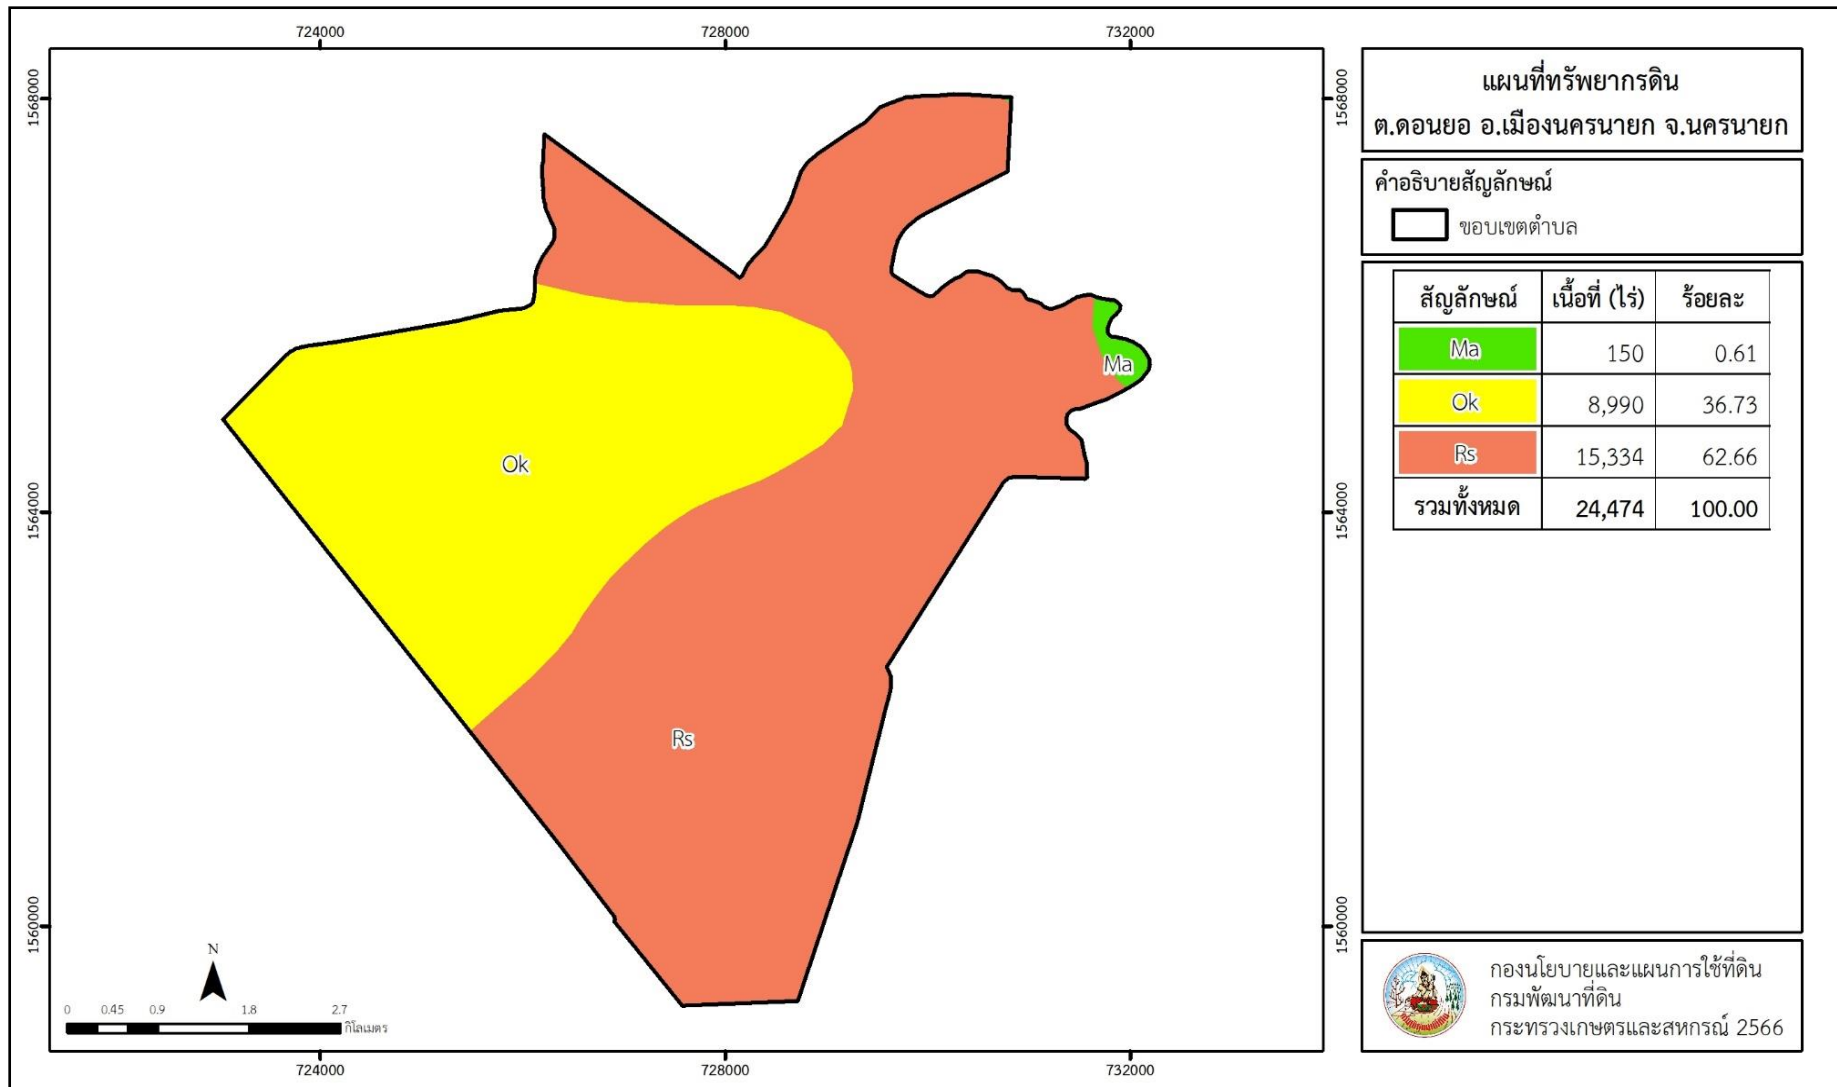 724000
728000
732000
1568000
1568000
1564000
1564000
1560000
1560000
Ok
Ma
Rs
N
0 0.45 0.9 1.8 2.7
กิโลเมตร
724000
728000
732000
แผนที่ทรัพยากรดิน
ต.ดอนยอ อ.เมืองนครนายก จ.นครนายก
คำอธิบายสัญลักษณ์
ขอบเขตตำบล
สัญลักษณ์ เนื้อที่ (ไร่) ร้อยละ
Ma 150 0.61
Ok 8,990 36.73
Rs 15,334 62.66
รวมทั้งหมด 24,474 100.00
กองนโยบายและแผนการใช้ที่ดิน
กรมพัฒนาที่ดิน
กระทรวงเกษตรและสหกรณ์ 2566